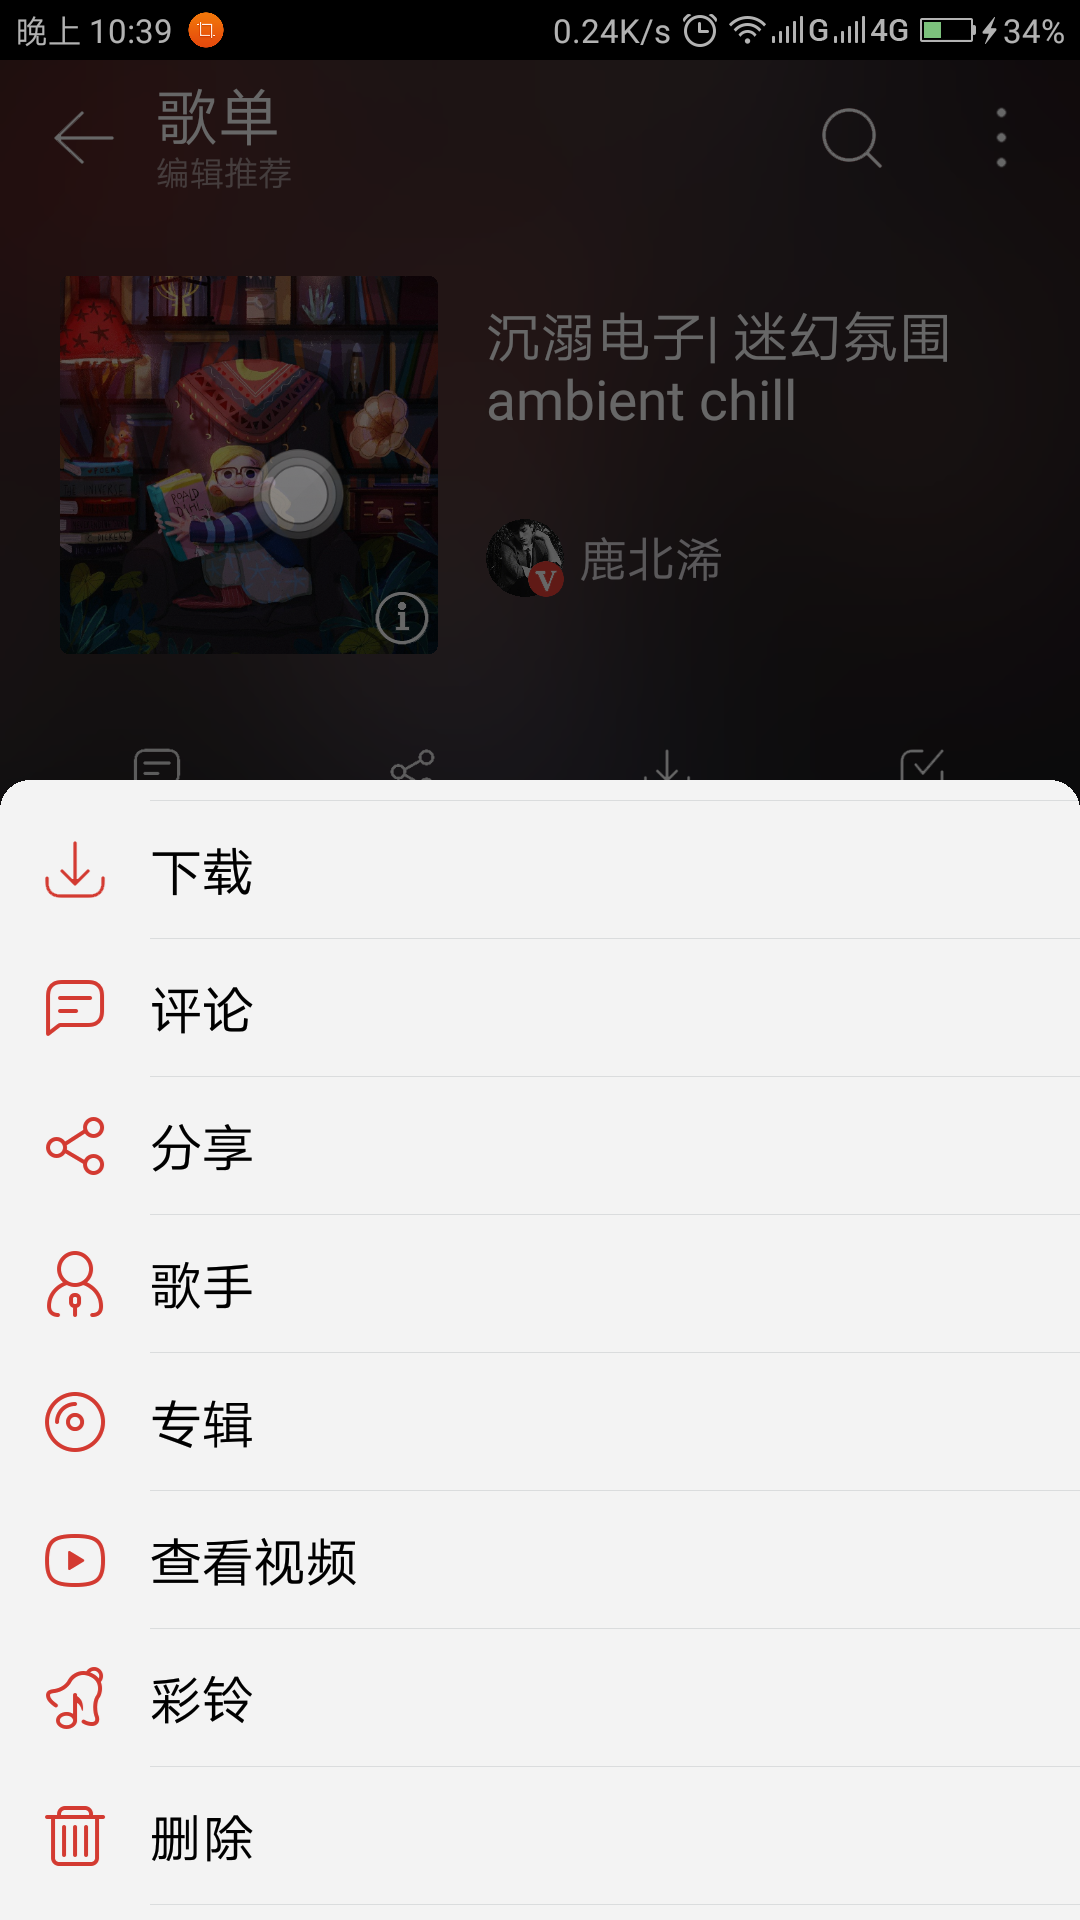 晚上 10:39
0.24K/s G 4G 34%
歌单
编辑推荐
沉溺电子| 迷幻氛围
ambient chill
ROALD
DAHL
鹿北浠
V
下载
评论
分享
歌手
专辑
查看视频
彩铃
删除